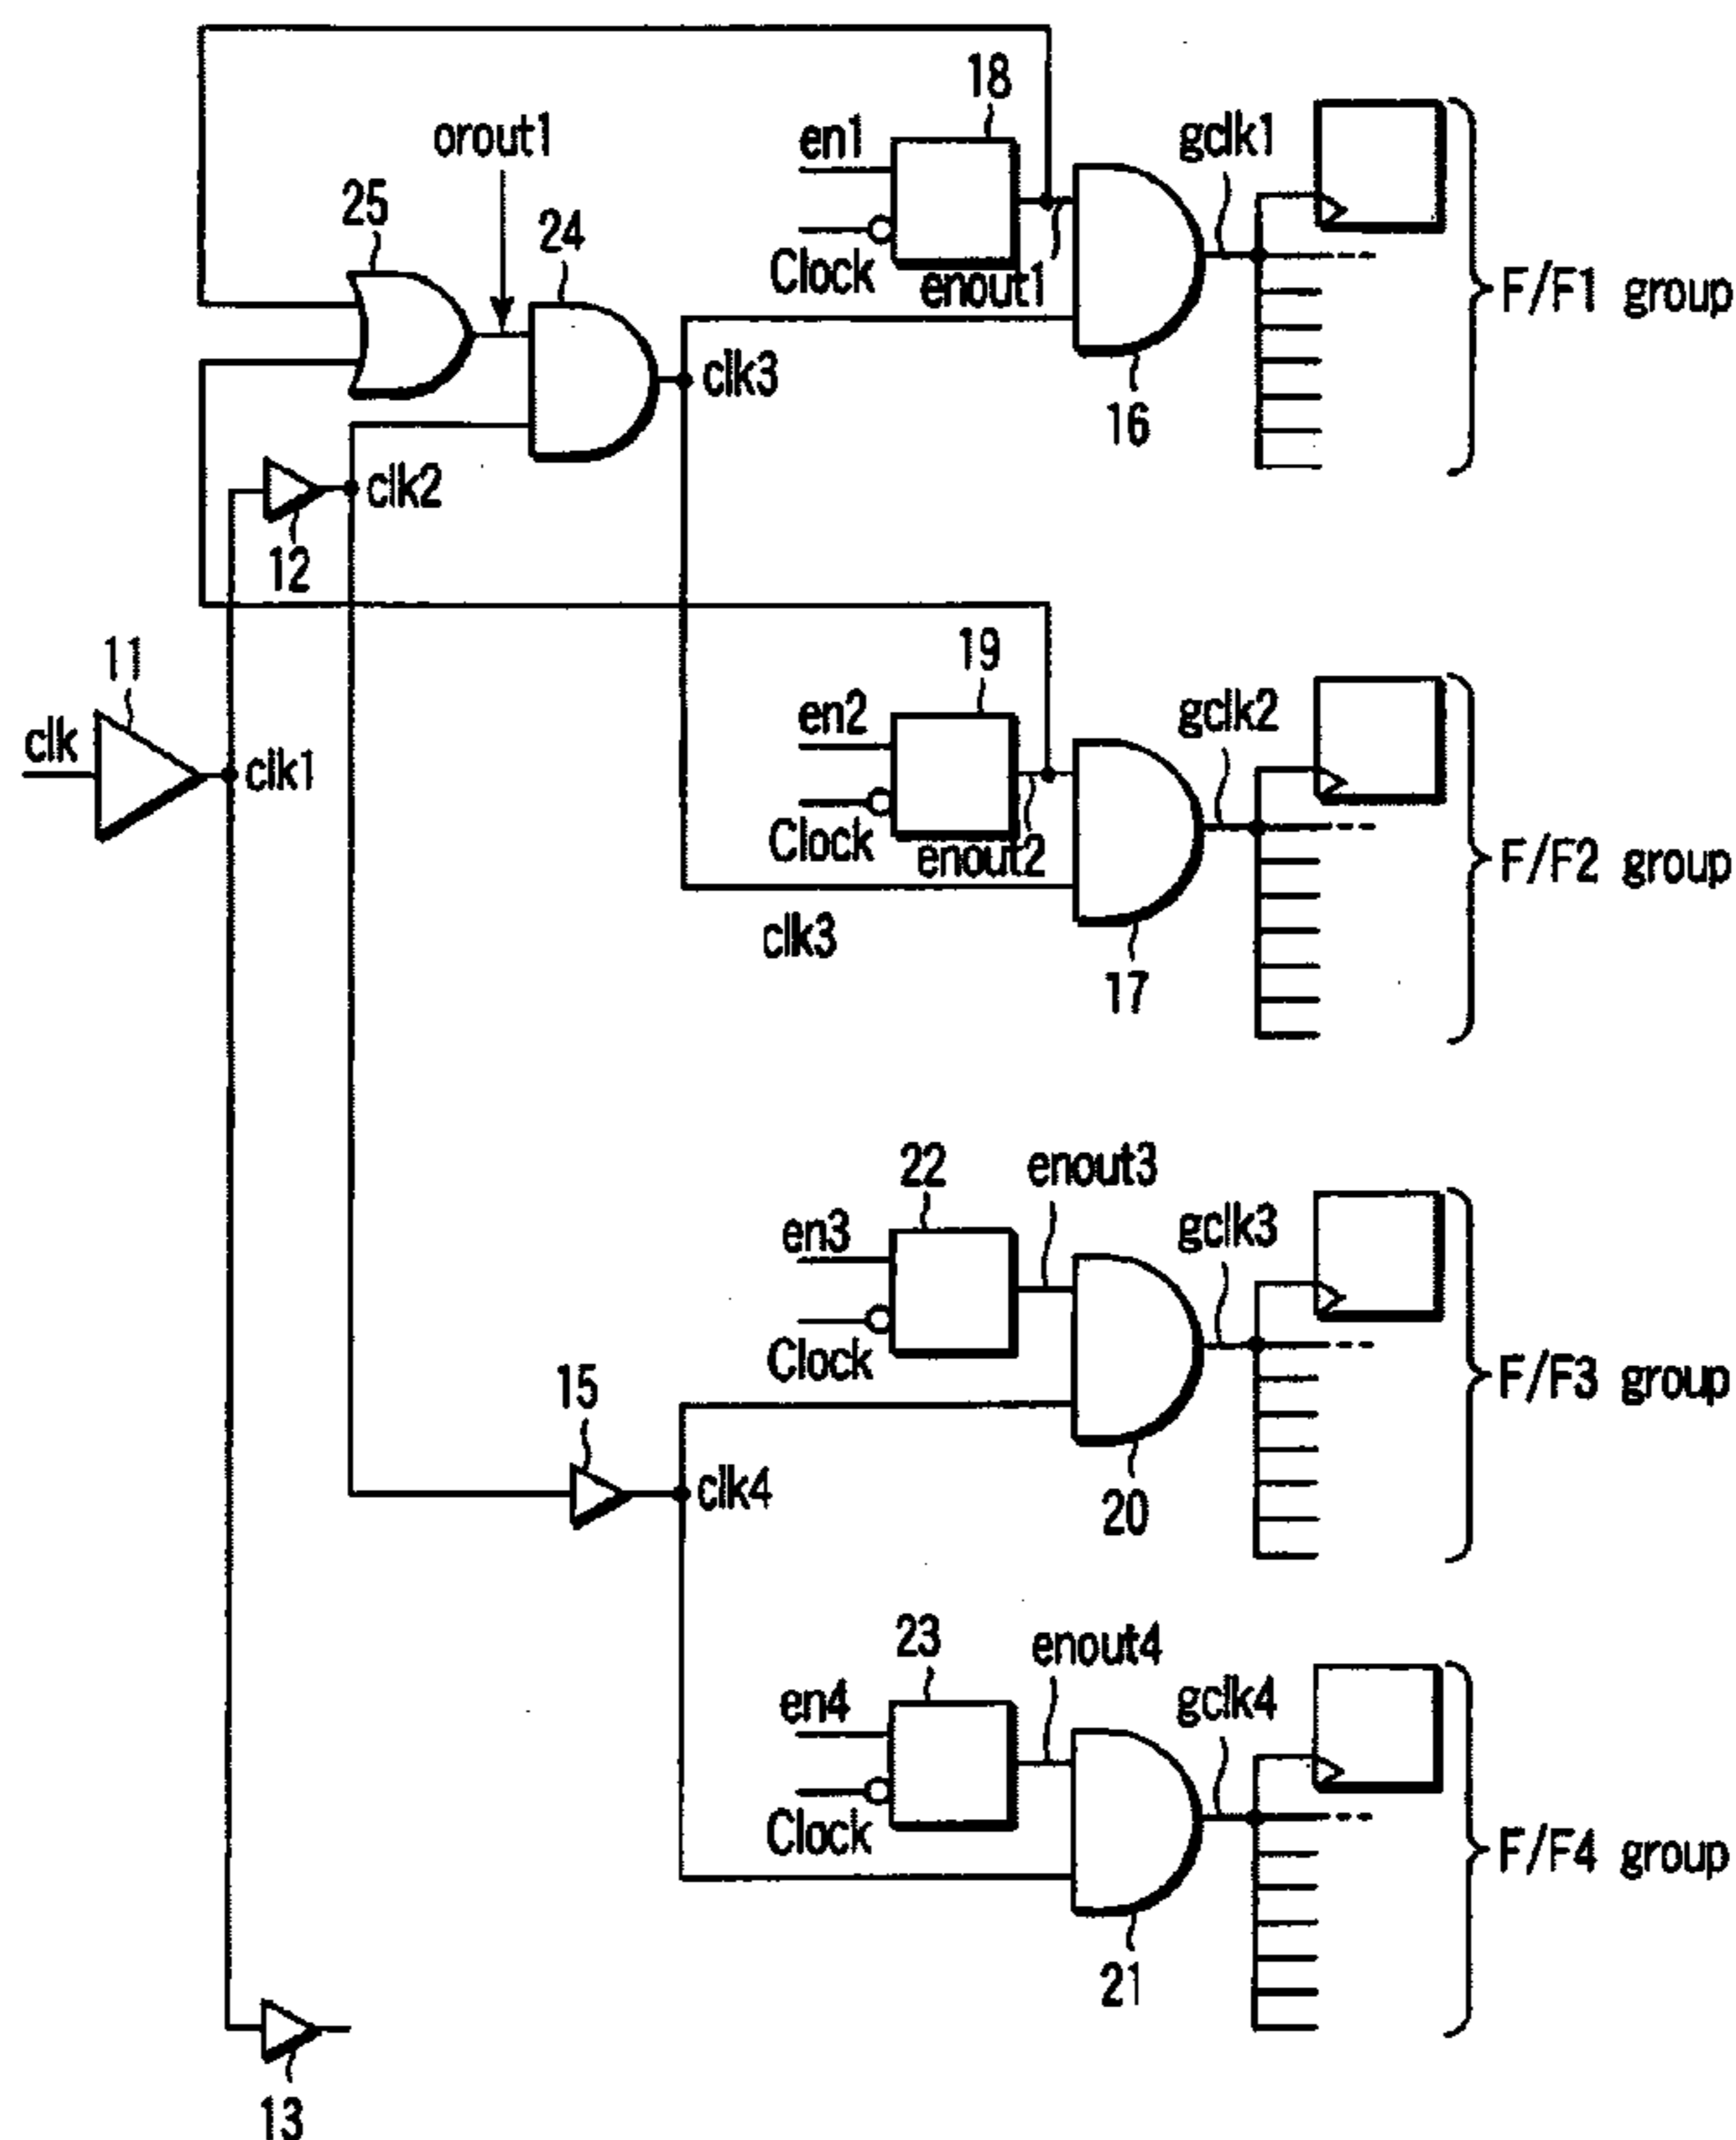 18
en1
gclk1
orout1
25
24
Clock
enout1
F/F1 group
clk3
16
clk2
12
19
11
en2
gclk2
clk
clk1
Clock
enout2
F/F2 group
clk3
17
22
enout3
en3
gclk3
Clock
15
F/F3 group
clk4
20
23
enout4
en4
gclk4
Clock
F/F4 group
21
13